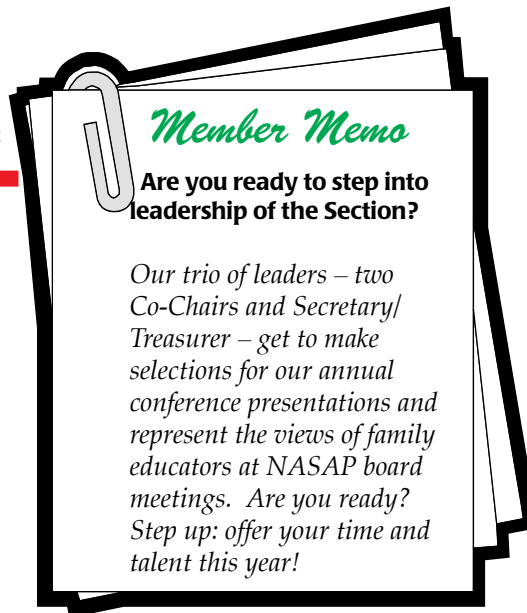 Member Memo
Are you ready to step into
leadership of the Section?
Our trio of leaders – two
Co-Chairs and Secretary/
Treasurer – get to make
selections for our annual
conference presentations and
represent the views of family
educators at NASAP board
meetings.  Are you ready?
Step up: offer your time and
talent this year!